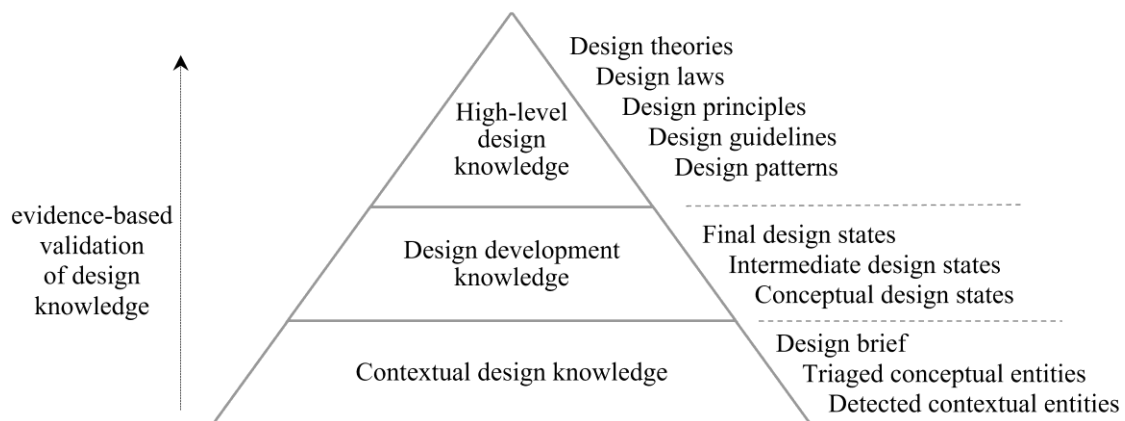 Design theories
Design laws
Design principles
Design guidelines
Design patterns
High-level
design
knowledge
evidence-based
validation
of design
knowledge
Design development
knowledge
Final design states
Intermediate design states
Conceptual design states
Contextual design knowledge
Design brief
Triaged conceptual entities
Detected contextual entities